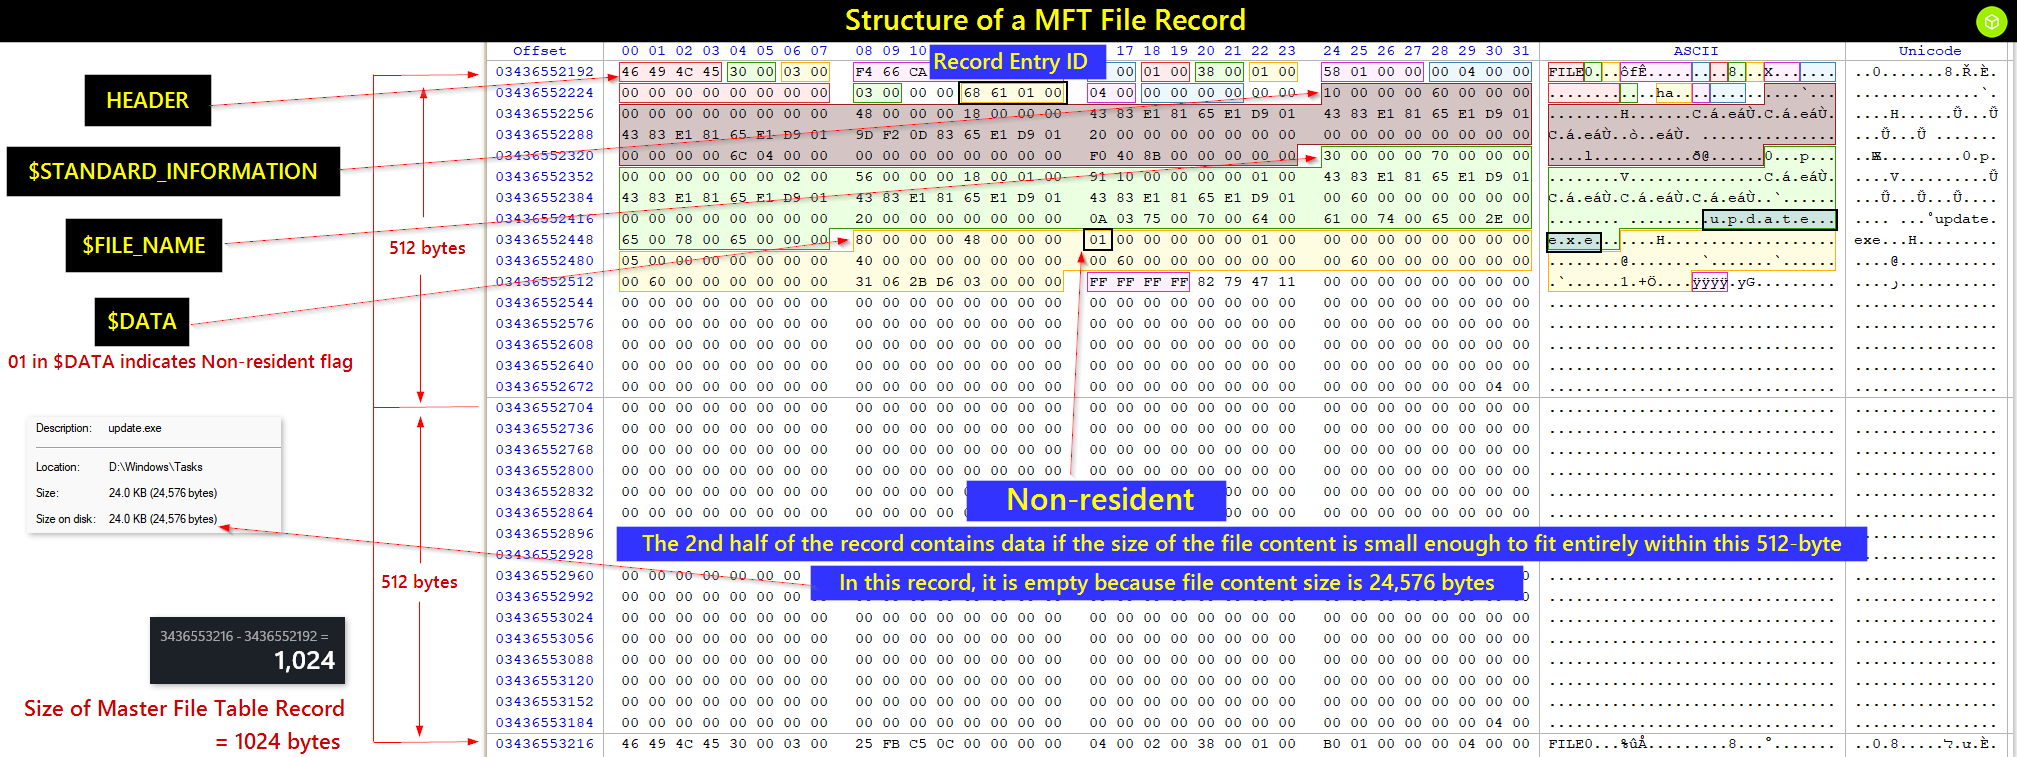 Structure of a MFT File Record
Offset 00 01 02 03 04 05 06 07 08 09 10 17 18 19 20 21 22 23 24 25 26 27 28 29 30 31 ASCII Unicode
Record Entry ID
HEADER
$STANDARD_INFORMATION
$FILE_NAME
512 bytes
$DATA
01 in $DATA indicates Non-resident flag
03436552192 46 49 4C 45 30 00 03 00 F4 66 CA 00 01 00 38 00 01 00 58 01 00 00 00 04 00 00
03436552224 00 00 00 00 00 00 00 00 03 00 00 00 68 61 01 00 04 00 00 00 00 00 00 00 10 00 00 00 60 00 00 00
03436552256 00 00 00 00 00 00 00 00 48 00 00 00 18 00 00 00 43 83 E1 81 65 E1 D9 01 43 83 E1 81 65 E1 D9 01
03436552288 43 83 E1 81 65 E1 D9 01 9D F2 0D 83 65 E1 D9 01 20 00 00 00 00 00 00 00 00 00 00 00 00 00 00 00
03436552320 00 00 00 00 6C 04 00 00 00 00 00 00 00 00 00 00 F0 40 8B 00 00 00 00 00 30 00 00 00 70 00 00 00
03436552352 00 00 00 00 00 00 02 00 56 00 00 00 18 00 01 00 91 10 00 00 00 00 01 00 43 83 E1 81 65 E1 D9 01
03436552384 43 83 E1 81 65 E1 D9 01 43 83 E1 81 65 E1 D9 01 43 83 E1 81 65 E1 D9 01 00 60 00 00 00 00 00 00
03436552416 00 00 00 00 00 00 00 00 20 00 00 00 00 00 00 00 0A 03 75 00 70 00 64 00 61 00 74 00 65 00 2E 00 u.p.d.a.t.e... update.
03436552448 65 00 78 00 65 00 00 00 80 00 00 00 48 00 00 00 01 00 00 00 00 00 01 00 00 00 00 00 00 00 00 00 e.x.e. exe...H
03436552480 05 00 00 00 00 00 00 00 40 00 00 00 00 00 00 00 00 60 00 00 00 00 00 00 00 60 00 00 00 00 00 00
03436552512 00 60 00 00 00 00 00 00 31 06 2B D6 03 00 00 00 FF FF FF FF 82 79 47 11 00 00 00 00 00 00 00 00
03436552544 00 00 00 00 00 00 00 00 00 00 00 00 00 00 00 00 00 00 00 00 00 00 00 00 00 00 00 00 00 00 00 00
03436552576 00 00 00 00 00 00 00 00 00 00 00 00 00 00 00 00 00 00 00 00 00 00 00 00 00 00 00 00 00 00 00 00
03436552608 00 00 00 00 00 00 00 00 00 00 00 00 00 00 00 00 00 00 00 00 00 00 00 00 00 00 00 00 00 00 00 00
03436552640 00 00 00 00 00 00 00 00 00 00 00 00 00 00 00 00 00 00 00 00 00 00 00 00 00 00 00 00 00 00 00 00
03436552672 00 00 00 00 00 00 00 00 00 00 00 00 00 00 00 00 00 00 00 00 00 00 00 00 00 00 00 00 00 00 04 00
03436552704 00 00 00 00 00 00 00 00 00 00 00 00 00 00 00 00 00 00 00 00 00 00 00 00 00 00 00 00 00 00 00 00
03436552736 00 00 00 00 00 00 00 00 00 00 00 00 00 00 00 00 00 00 00 00 00 00 00 00 00 00 00 00 00 00 00 00
03436552768 00 00 00 00 00 00 00 00 00 00 00 00 00 00 00 00 00 00 00 00 00 00 00 00 00 00 00 00 00 00 00 00
03436552800 00 00 00 00 00 00 00 00 00 00 00 00 00 00 00 00 00 00 00 00 00 00 00 00 00 00 00 00 00 00 00 00
03436552832 00 00 00 00 00 00 00 00 00 00 00 00 00 00 00 00 00 00 00 00 00 00 00 00
03436552864 00 00 00 00 00 00 00 00 00 00 00 00 00 00 00 00 00 00 00 00 00 00 00 00
03436552896
03436552928
03436552960 00 00 00 00 00 00 00 00
03436552992 00 00 00 00 00 00 00 00
03436553024 00 00 00 00 00 00 00 00 00 00 00 00 00 00 00 00 00 00 00 00 00 00 00 00 00 00 00 00 00 00 00 00
03436553056 00 00 00 00 00 00 00 00 00 00 00 00 00 00 00 00 00 00 00 00 00 00 00 00 00 00 00 00 00 00 00 00
03436553088 00 00 00 00 00 00 00 00 00 00 00 00 00 00 00 00 00 00 00 00 00 00 00 00 00 00 00 00 00 00 00 00
03436553120 00 00 00 00 00 00 00 00 00 00 00 00 00 00 00 00 00 00 00 00 00 00 00 00 00 00 00 00 00 00 00 00
03436553152 00 00 00 00 00 00 00 00 00 00 00 00 00 00 00 00 00 00 00 00 00 00 00 00 00 00 00 00 00 00 00 00
03436553184 00 00 00 00 00 00 00 00 00 00 00 00 00 00 00 00 00 00 00 00 00 00 00 00 00 00 00 00 00 00 04 00
03436553216 46 49 4C 45 30 00 03 00 25 FB C5 0C 00 00 00 00 04 00 02 00 38 00 01 00 B0 01 00 00 00 04 00 00
Description: update.exe
Location: D:\Windows\Tasks
Size: 24.0 KB (24,576 bytes)
Size on disk: 24.0 KB (24,576 bytes)
Non-resident
The 2nd half of the record contains data if the size of the file content is small enough to fit entirely within this 512-byte
In this record, it is empty because file content size is 24,576 bytes
512 bytes
3436553216 - 3436552192 =
1,024
Size of Master File Table Record
= 1024 bytes